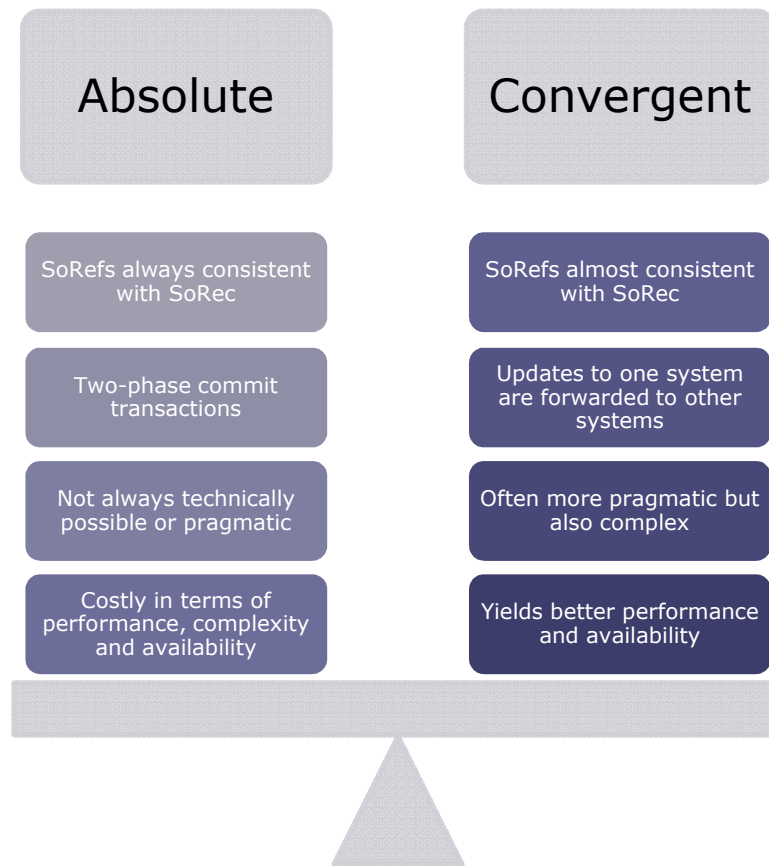 Absolute
Convergent
SoRefs always consistent
with SoRec
Two-phase commit
transactions
Not always technically
possible or pragmatic
Costly in terms of
performance, complexity
and availability
SoRefs almost consistent
with SoRec
Updates to one system
are forwarded to other
systems
Often more pragmatic but
also complex
Yields better performance
and availability